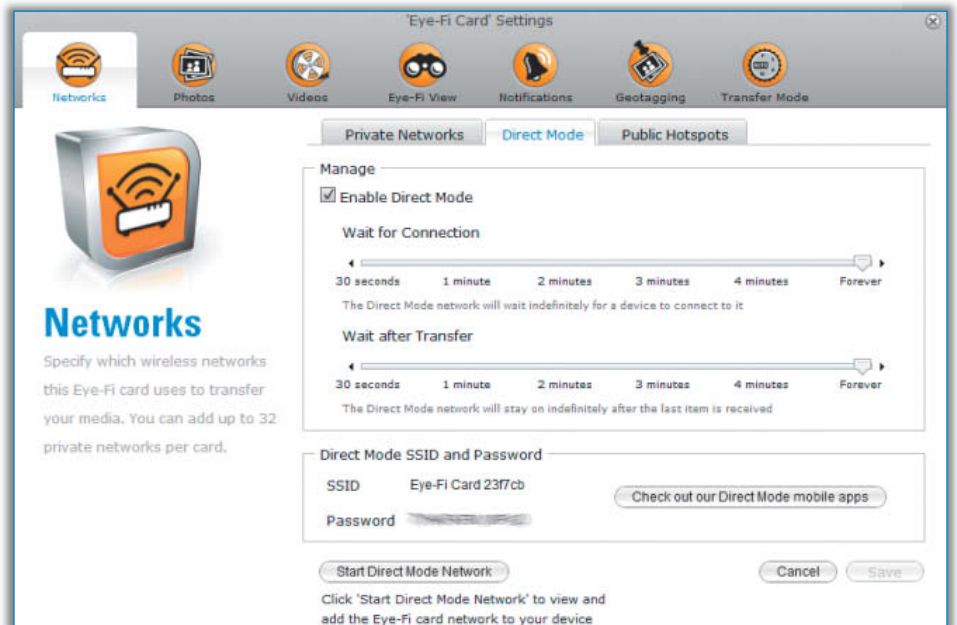 'Eye-Fi Card' Settings
Networks Photos Videos Eye-Fi View Notifications Geotagging Transfer Mode
Private Networks Direct Mode Public Hotspots
Manage
Enable Direct Mode
Wait for Connection
30 seconds 1 minute 2 minutes 3 minutes 4 minutes Forever
The Direct Mode network will wait indefinitely for a device to connect to it
Wait after Transfer
30 seconds 1 minute 2 minutes 3 minutes 4 minutes Forever
The Direct Mode network will stay on indefinitely after the last item is received
Networks
Specify which wireless networks
this Eye-Fi card uses to transfer
your media. You can add up to 32
private networks per card.
Direct Mode SSID and Password
SSID Eye-Fi Card 23f7cb
Check out our Direct Mode mobile apps
Password
Start Direct Mode Network Cancel Save
Click 'Start Direct Mode Network' to view and
add the Eye-Fi card network to your device